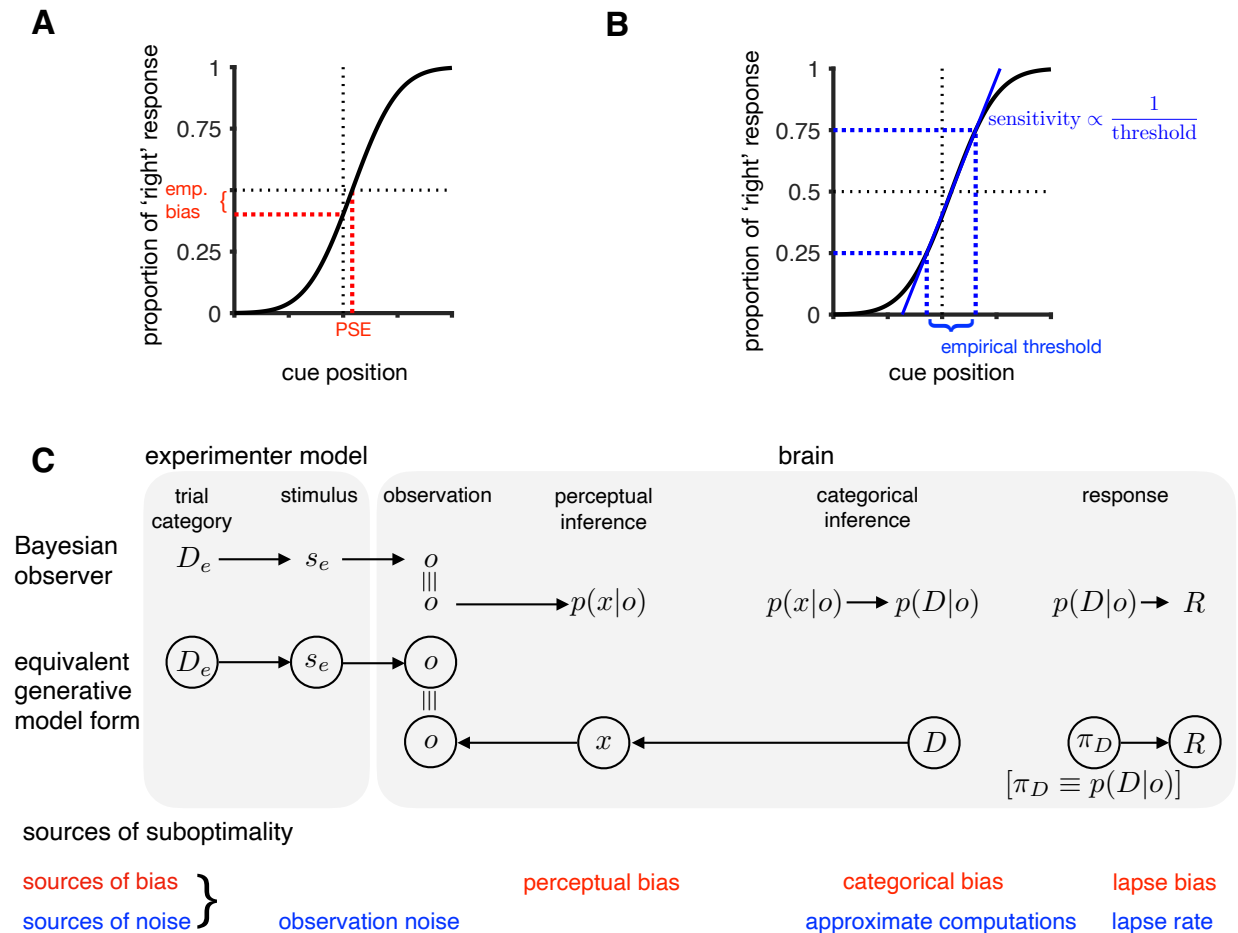 A
proportion of ‘right’ response
1
0.75
emp.
bias
{
0.25
0
PSE
cue position
B
proportion of ‘right’ response
1
0.75
0.5
0.25
0
sensitivity ∝ 1/threshold
empirical threshold
cue position
C
experimenter model
brain
trial
category
stimulus
observation
perceptual
inference
categorical
inference
response
Bayesian
observer
D_e → s_e → o
≡
o → p(x|o)
p(x|o) → p(D|o)
p(D|o) → R
equivalent
generative
model form
D_e → s_e → o
≡
o ← x ← D
π_D → R
[π_D ≡ p(D|o)]
sources of suboptimality
sources of bias
sources of noise
}
perceptual bias
categorical bias
lapse bias
observation noise
approximate computations
lapse rate